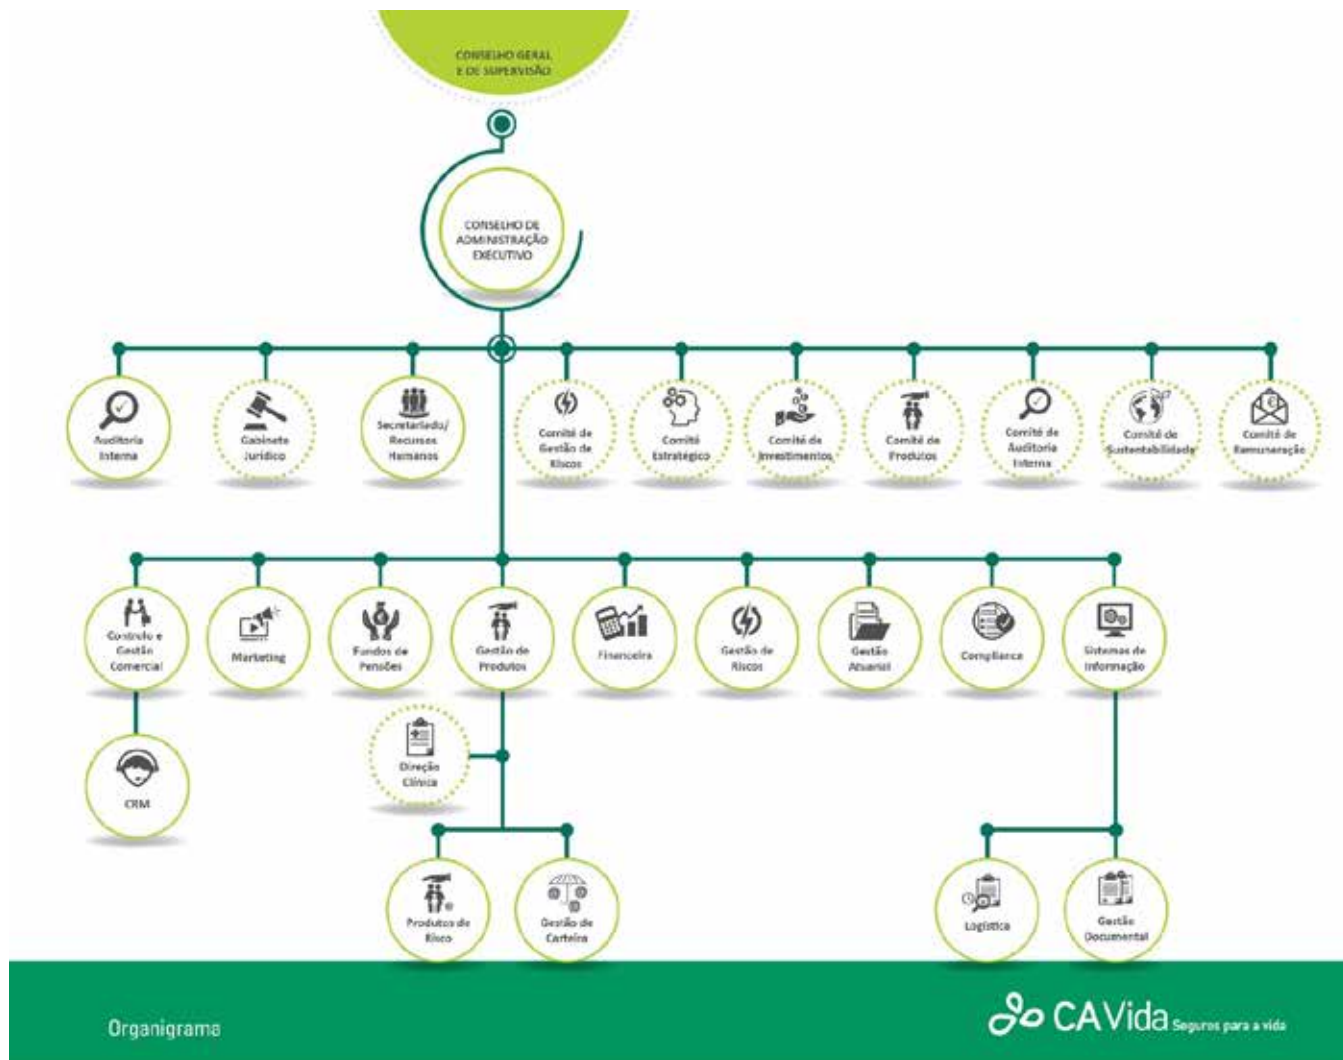 CONSELHO GERAL
E DE SUPERVISÃO
CONSELHO DE
ADMINISTRAÇÃO
EXECUTIVO
Auditoria
Interna
Gabinete
Jurídico
Secretariado/
Recursos
Humanos
Comité de
Gestão de
Riscos
Comité
Estratégico
Comité de
Investimentos
Comité de
Produtos
Comité de
Auditoria
Interna
Comité de
Sustentabilidade
Comité de
Remuneração
Controlo e
Gestão
Comercial
Marketing
Fundos de
Pensões
Gestão de
Produtos
Financeira
Gestão de
Riscos
Gestão
Atuarial
Compliance
Sistemas de
Informação
CRM
Direção
Clínica
Produtos de
Risco
Gestão de
Carteira
Logística
Gestão
Documental
Organigrama
CA Vida Seguros para a vida